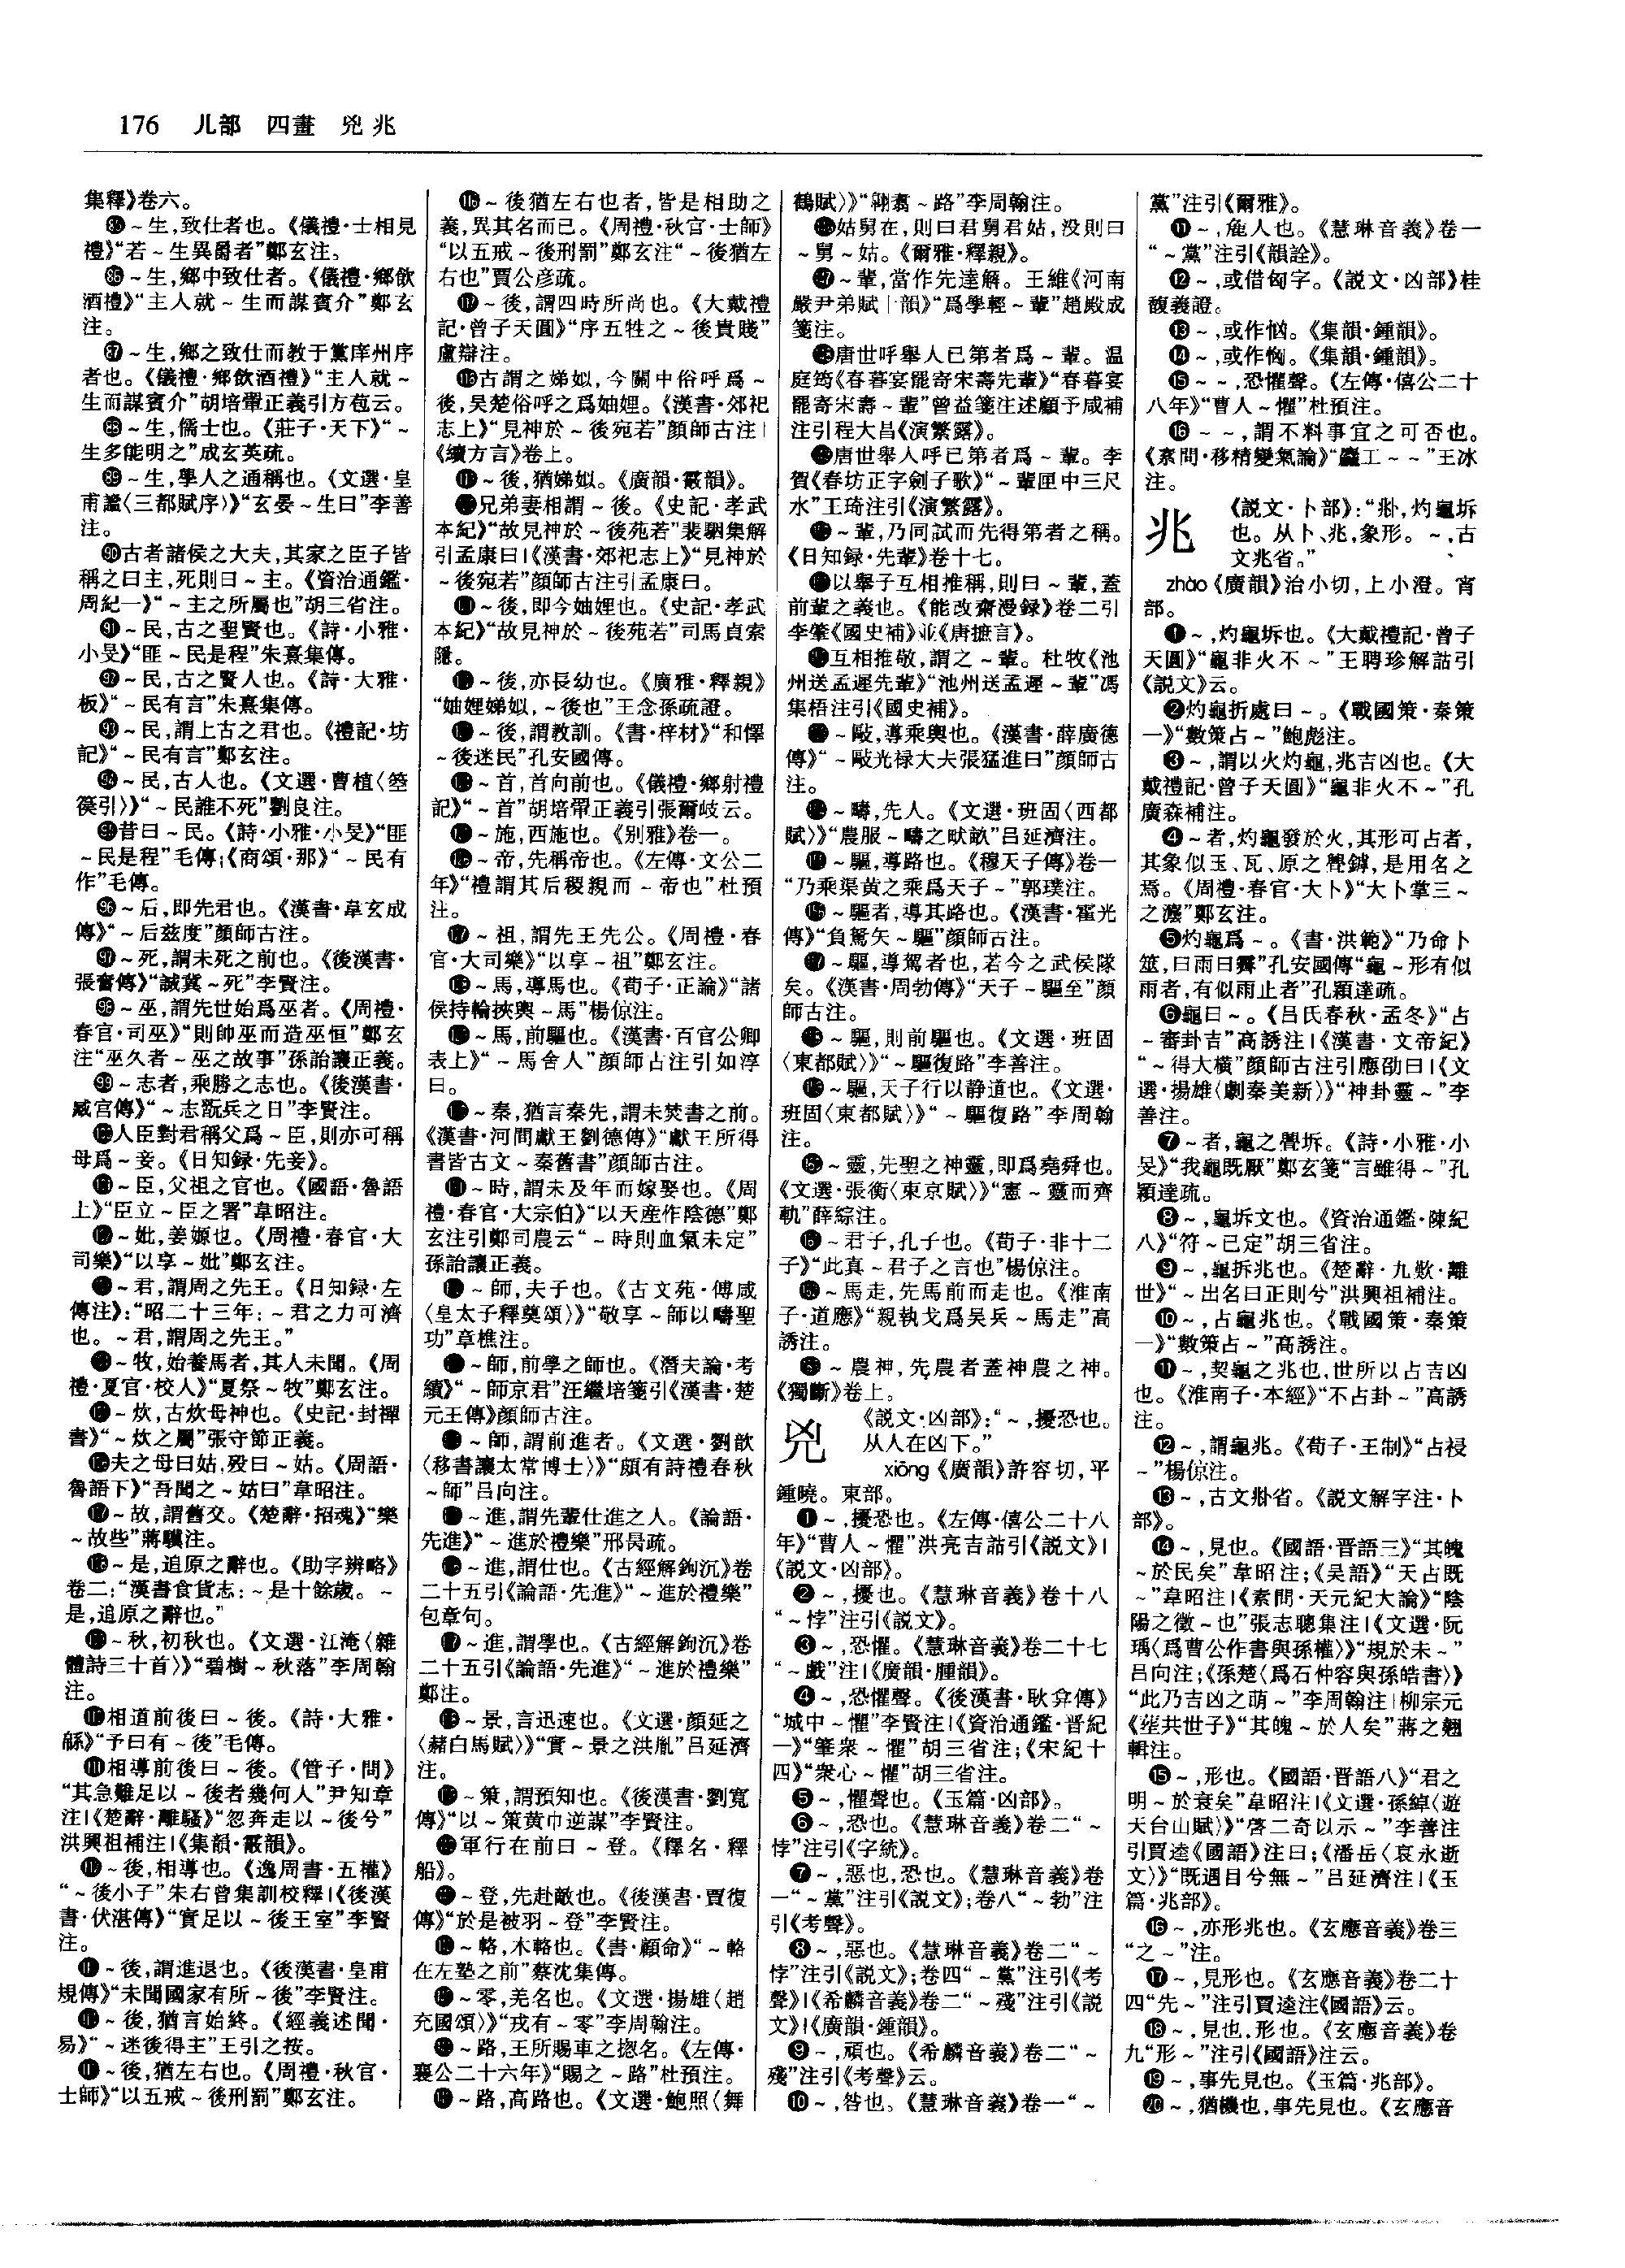 176 儿部 四畫 兇兆
集釋》卷六。
~生,致仕者也。《儀禮·士相見
禮》“若~生異爵者”鄭玄注。
~生,鄉中致仕者。《儀禮·鄉飲
酒禮》“主人就~生而謀賓介”鄭玄
注。
~生,鄉之致仕而教于黨庠州序
者也。《儀禮·鄉飲酒禮》“主人就~
生而謀賓介”胡培翬正義引方苞云。
~生,儒士也。《莊子·天下》“~
生多能明之”成玄英疏。
~生,學人之通稱也。《文選·皇
甫謐〈三都賦序〉》“玄晏~生曰”李善
注。
㊿古者諸侯之大夫,其家之臣子皆
稱之曰主,死則曰~主。《資治通鑑·
周紀一》“~主之所屬也”胡三省注。
~民,古之聖賢也。《詩·小雅·
小旻》“匪~民是程”朱熹集傳。
~民,古之賢人也。《詩·大雅·
板》“~民有言”朱熹集傳。
~民,謂上古之君也。《禮記·坊
記》“~民有言”鄭玄注。
~民,古人也。《文選·曹植〈箜
篌引〉》“~民誰不死”劉良注。
昔曰~民。《詩·小雅·小旻》“匪
~民是程”毛傳;《商頌·那》“~民有
作”毛傳。
~后,即先君也。《漢書·韋玄成
傳》“~后兹度”顔師古注。
~死,謂未死之前也。《後漢書·
張奮傳》“誠冀~死”李賢注。
~巫,謂先世始爲巫者。《周禮·
春官·司巫》“則帥巫而造巫恒”鄭玄
注“巫久者~巫之故事”孫詒讓正義。
~志者,乘勝之志也。《後漢書·
臧宫傳》“~志翫兵之日”李賢注。
人臣對君稱父爲~臣,則亦可稱
母爲~妾。《日知録·先妾》。
~臣,父祖之官也。《國語·魯語
上》“臣立~臣之署”韋昭注。
~妣,姜嫄也。《周禮·春官·大
司樂》“以享~妣”鄭玄注。
~君,謂周之先王。《日知録·左
傳注》:“昭二十三年:~君之力可濟
也。~君,謂周之先王。”
~牧,始養馬者,其人未聞。《周
禮·夏官·校人》“夏祭~牧”鄭玄注。
~炊,古炊母神也。《史記·封禪
書》“~炊之屬”張守節正義。
夫之母曰姑,殁曰~姑。《周語·
魯語下》“吾聞之~姑曰”韋昭注。
~故,謂舊交。《楚辭·招魂》“樂
~故些”蔣驥注。
~是,追原之辭也。《助字辨略》
卷二:“漢書食貨志:~是十餘歲。~
是,追原之辭也。”
~秋,初秋也。《文選·江淹〈雜
體詩三十首〉》“碧樹~秋落”李周翰
注。
相道前後曰~後。《詩·大雅·
緜》“予曰有~後”毛傳。
相導前後曰~後。《管子·問》
“其急難足以~後者幾何人”尹知章
注|《楚辭·離騷》“忽奔走以~後兮”
洪興祖補注|《集韻·霰韻》。
~後,相導也。《逸周書·五權》
“~後小子”朱右曾集訓校釋|《後漢
書·伏湛傳》“實足以~後王室”李賢
注。
~後,謂進退也。《後漢書·皇甫
規傳》“未聞國家有所~後”李賢注。
~後,猶言始終。《經義述聞·
易》“~迷後得主”王引之按。
~後,猶左右也。《周禮·秋官·
士師》“以五戒~後刑罰”鄭玄注。
~後猶左右也者,皆是相助之
義,異其名而已。《周禮·秋官·士師》
“以五戒~後刑罰”鄭玄注“~後猶左
右也”賈公彦疏。
~後,謂四時所尚也。《大戴禮
記·曾子天圓》“序五牲之~後貴賤”
盧辯注。
古謂之娣姒,今關中俗呼爲~
後,吴楚俗呼之爲妯娌。《漢書·郊祀
志上》“見神於~後宛若”顔師古注|
《續方言》卷上。
~後,猶娣姒。《廣韻·霰韻》。
兄弟妻相謂~後。《史記·孝武
本紀》“故見神於~後苑若”裴駰集解
引孟康曰|《漢書·郊祀志上》“見神於
~後宛若”顔師古注引孟康曰。
~後,即今妯娌也。《史記·孝武
本紀》“故見神於~後苑若”司馬貞索
隱。
~後,亦長幼也。《廣雅·釋親》
“妯娌娣姒,~後也”王念孫疏證。
~後,謂教訓。《書·梓材》“和懌
~後迷民”孔安國傳。
~首,首向前也。《儀禮·鄉射禮
記》“~首”胡培翬正義引張爾岐云。
~施,西施也。《别雅》卷一。
~帝,先稱帝也。《左傳·文公二
年》“禮謂其后稷親而~帝也”杜預
注。
~祖,謂先王先公。《周禮·春
官·大司樂》“以享~祖”鄭玄注。
~馬,導馬也。《荀子·正論》“諸
侯持輪挾輿~馬”楊倞注。
~馬,前驅也。《漢書·百官公卿
表上》“~馬舍人”顔師古注引如淳
曰。
~秦,猶言秦先,謂未焚書之前。
《漢書·河間獻王劉德傳》“獻王所得
書皆古文~秦舊書”顔師古注。
~時,謂未及年而嫁娶也。《周
禮·春官·大宗伯》“以天産作陰德”鄭
玄注引鄭司農云“~時則血氣未定”
孫詒讓正義。
~師,夫子也。《古文苑·傅咸
〈皇太子釋奠頌〉》“敬享~師以疇聖
功”章樵注。
~師,前學之師也。《潛夫論·考
績》“~師京君”汪繼培箋引《漢書·楚
元王傳》顔師古注。
~師,謂前進者。《文選·劉歆
〈移書讓太常博士〉》“頗有詩禮春秋
~師”吕向注。
~進,謂先輩仕進之人。《論語·
先進》“~進於禮樂”邢昺疏。
~進,謂仕也。《古經解鉤沉》卷
二十五引《論語·先進》“~進於禮樂”
包章句。
~進,謂學也。《古經解鉤沉》卷
二十五引《論語·先進》“~進於禮樂”
鄭注。
~景,言迅速也。《文選·顔延之
〈赭白馬賦〉》“實~景之洪胤”吕延濟
注。
~策,謂預知也。《後漢書·劉寬
傳》“以~策黄巾逆謀”李賢注。
軍行在前曰~登。《釋名·釋
船》。
~登,先赴敵也。《後漢書·賈復
傳》“於是被羽~登”李賢注。
~輅,木輅也。《書·顧命》“~輅
在左塾之前”蔡沈集傳。
~零,羌名也。《文選·揚雄〈趙
充國頌〉》“戎有~零”李周翰注。
~路,王所賜車之揔名。《左傳·
襄公二十六年》“賜之~路”杜預注。
~路,高路也。《文選·鮑照〈舞
鶴賦〉》“翱翥~路”李周翰注。
姑舅在,則曰君舅君姑,没則曰
~舅~姑。《爾雅·釋親》。
~輩,當作先達解。王維《河南
嚴尹弟賦十韻》“爲學輕~輩”趙殿成
箋注。
唐世呼舉人已第者爲~輩。温
庭筠《春暮宴罷寄宋壽先輩》“春暮宴
罷寄宋壽~輩”曾益箋注述顧予咸補
注引程大昌《演繁露》。
唐世舉人呼已第者爲~輩。李
賀《春坊正字劍子歌》“~輩匣中三尺
水”王琦注引《演繁露》。
~輩,乃同試而先得第者之稱。
《日知録·先輩》卷十七。
以舉子互相推稱,則曰~輩,蓋
前輩之義也。《能改齋漫録》卷二引
李肇《國史補》並《唐摭言》。
互相推敬,謂之~輩。杜牧《池
州送孟遲先輩》“池州送孟遲~輩”馮
集梧注引《國史補》。
~敺,導乘輿也。《漢書·薛廣德
傳》“~敺光禄大夫張猛進曰”顔師古
注。
~疇,先人。《文選·班固〈西都
賦〉》“農服~疇之畎畝”吕延濟注。
~驅,導路也。《穆天子傳》卷一
“乃乘渠黄之乘爲天子~”郭璞注。
~驅者,導其路也。《漢書·霍光
傳》“負駑矢~驅”顔師古注。
~驅,導駕者也,若今之武侯隊
矣。《漢書·周勃傳》“天子~驅至”顔
師古注。
~驅,則前驅也。《文選·班固
〈東都賦〉》“~驅復路”李善注。
~驅,天子行以静道也。《文選·
班固〈東都賦〉》“~驅復路”李周翰
注。
~靈,先聖之神靈,即爲堯舜也。
《文選·張衡〈東京賦〉》“憲~靈而齊
軌”薛綜注。
~君子,孔子也。《荀子·非十二
子》“此真~君子之言也”楊倞注。
~馬走,先馬前而走也。《淮南
子·道應》“親執戈爲吴兵~馬走”高
誘注。
~農神,先農者蓋神農之神。
《獨斷》卷上。
兇
《説文·凶部》:“~,擾恐也。
从人在凶下。”
xiōng《廣韻》許容切,平
鍾曉。東部。
❶~,擾恐也。《左傳·僖公二十八
年》“曹人~懼”洪亮吉詁引《説文》|
《説文·凶部》。
❷~,擾也。《慧琳音義》卷十八
“~悖”注引《説文》。
❸~,恐懼。《慧琳音義》卷二十七
“~戲”注|《廣韻·腫韻》。
❹~,恐懼聲。《後漢書·耿弇傳》
“城中~懼”李賢注|《資治通鑑·晋紀
一》“肇衆~懼”胡三省注;《宋紀十
四》“衆心~懼”胡三省注。
❺~,懼聲也。《玉篇·凶部》。
❻~,恐也。《慧琳音義》卷二“~
悖”注引《字統》。
❼~,惡也,恐也。《慧琳音義》卷
一“~黨”注引《説文》;卷八“~勃”注
引《考聲》。
❽~,惡也。《慧琳音義》卷二“~
悖”注引《説文》;卷四“~黨”注引《考
聲》|《希麟音義》卷二“~殘”注引《説
文》|《廣韻·鍾韻》。
❾~,頑也。《希麟音義》卷二“~
殘”注引《考聲》云。
❿~,咎也。《慧琳音義》卷一“~
黨”注引《爾雅》。
⓫~,麁人也。《慧琳音義》卷一
“~黨”注引《韻詮》。
⓬~,或借匈字。《説文·凶部》桂
馥義證。
⓭~,或作恟。《集韻·鍾韻》。
⓮~,或作忷。《集韻·鍾韻》。
⓯~~,恐懼聲。《左傳·僖公二十
八年》“曹人~懼”杜預注。
⓰~~,謂不料事宜之可否也。
《素問·移精變氣論》“麤工~~”王冰
注。
兆
《説文·卜部》:“𠧞,灼龜坼
也。从卜、兆,象形。~,古
文兆省。”
zhào《廣韻》治小切,上小澄。宵
部。
❶~,灼龜坼也。《大戴禮記·曾子
天圓》“龜非火不~”王聘珍解詁引
《説文》云。
❷灼龜折處曰~。《戰國策·秦策
一》“數策占~”鮑彪注。
❸~,謂以火灼龜,兆吉凶也。《大
戴禮記·曾子天圓》“龜非火不~”孔
廣森補注。
❹~者,灼龜發於火,其形可占者,
其象似玉、瓦、原之璺罅,是用名之
焉。《周禮·春官·大卜》“大卜掌三~
之灋”鄭玄注。
❺灼龜爲~。《書·洪範》“乃命卜
筮,曰雨曰霽”孔安國傳“龜~形有似
雨者,有似雨止者”孔穎達疏。
❻龜曰~。《吕氏春秋·孟冬》“占
~審卦吉”高誘注|《漢書·文帝紀》
“~得大横”顔師古注引應劭曰|《文
選·揚雄〈劇秦美新〉》“神卦靈~”李
善注。
❼~者,龜之璺坼。《詩·小雅·小
旻》“我龜既厭”鄭玄箋“言雖得~”孔
穎達疏。
❽~,龜坼文也。《資治通鑑·陳紀
八》“符~已定”胡三省注。
❾~,龜拆兆也。《楚辭·九歎·離
世》“~出名曰正則兮”洪興祖補注。
❿~,占龜兆也。《戰國策·秦策
一》“數策占~”高誘注。
⓫~,契龜之兆也,世所以占吉凶
也。《淮南子·本經》“不占卦~”高誘
注。
⓬~,謂龜兆。《荀子·王制》“占祲
~”楊倞注。
⓭~,古文𠧞省。《説文解字注·卜
部》。
⓮~,見也。《國語·晋語三》“其魄
~於民矣”韋昭注;《吴語》“天占既
~”韋昭注|《素問·天元紀大論》“陰
陽之徵~也”張志聰集注|《文選·阮
瑀〈爲曹公作書與孫權〉》“規於未~”
吕向注;《孫楚〈爲石仲容與孫皓書〉》
“此乃吉凶之萌~”李周翰注|柳宗元
《莝共世子》“其魄~於人矣”蔣之翹
輯注。
⓯~,形也。《國語·晋語八》“君之
明~於衰矣”韋昭注|《文選·孫綽〈遊
天台山賦〉》“啓二奇以示~”李善注
引賈逵《國語》注曰;《潘岳〈哀永逝
文〉》“既遇目兮無~”吕延濟注|《玉
篇·兆部》。
⓰~,亦形兆也。《玄應音義》卷三
“之~”注。
⓱~,見形也。《玄應音義》卷二十
四“先~”注引賈逵注《國語》云。
⓲~,見也,形也。《玄應音義》卷
九“形~”注引《國語》注云。
⓳~,事先見也。《玉篇·兆部》。
⓴~,猶機也,事先見也。《玄應音